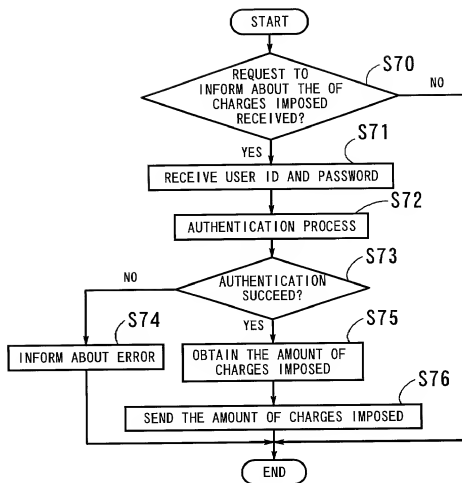 START
S70
REQUEST TO
INFORM ABOUT THE OF
CHARGES IMPOSED
RECEIVED?
NO
YES
S71
RECEIVE USER ID AND PASSWORD
S72
AUTHENTICATION PROCESS
S73
AUTHENTICATION
SUCCEED?
NO
YES
S74
INFORM ABOUT ERROR
S75
OBTAIN THE AMOUNT OF
CHARGES IMPOSED
S76
SEND THE AMOUNT OF CHARGES IMPOSED
END